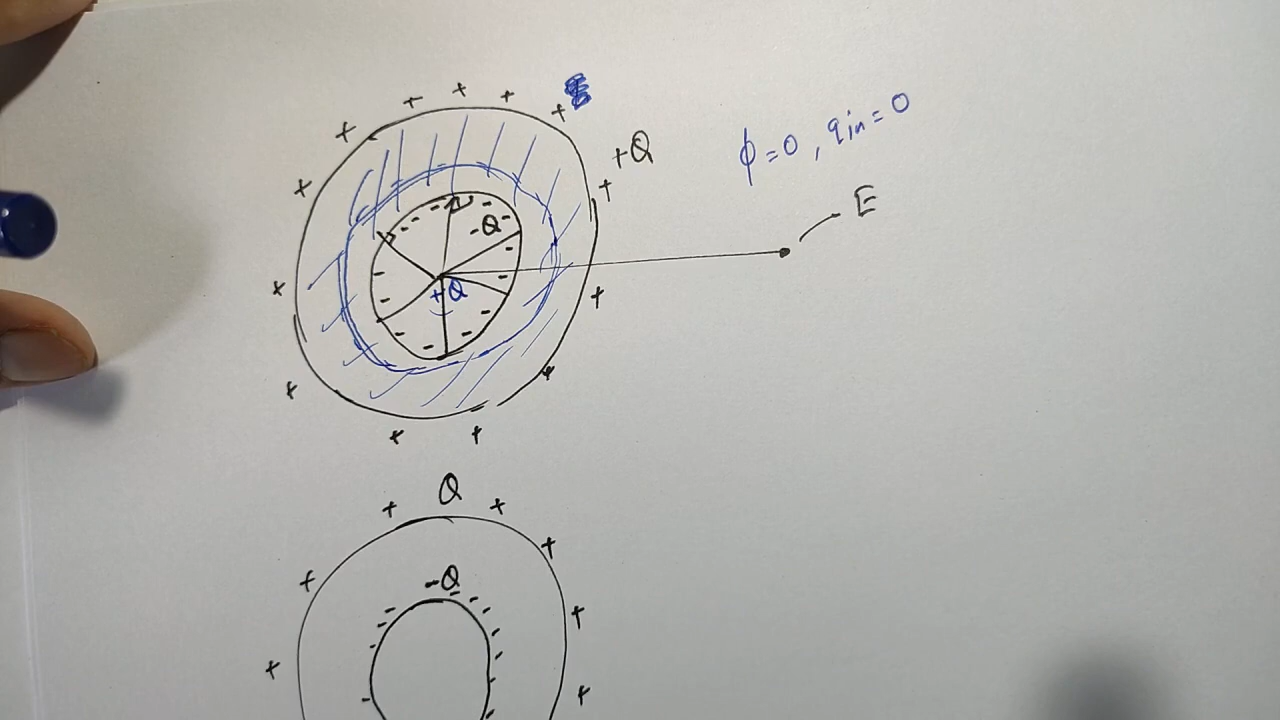 +Q
ϕ=0, qin=0
E
-Q
+Q
Q
-Q